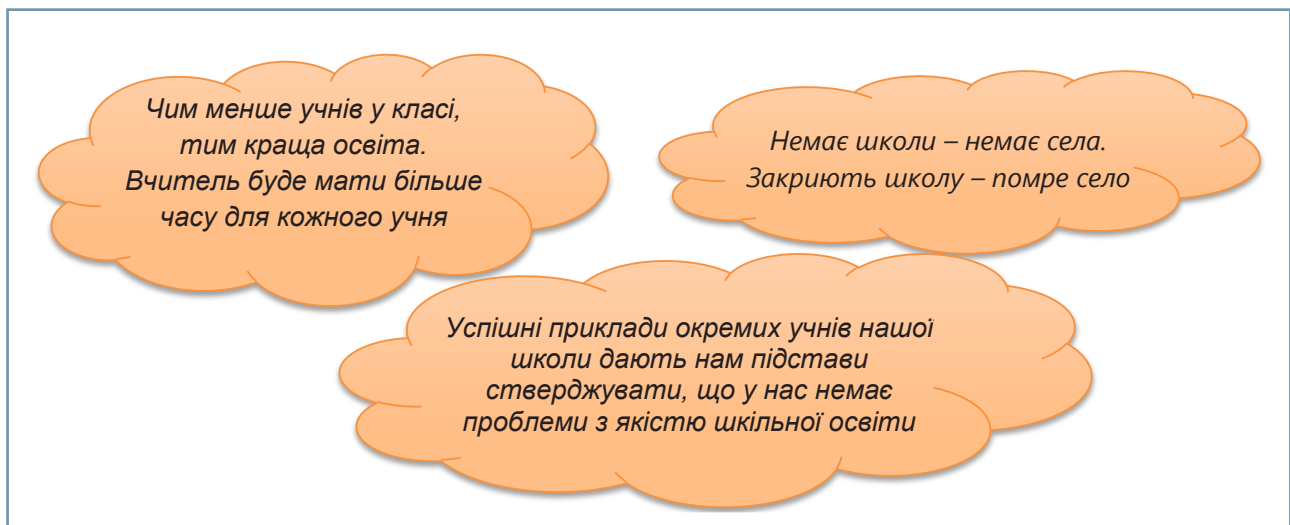 Чим менше учнів у класі,
тим краща освіта.
Вчитель буде мати більше
часу для кожного учня
Немає школи – немає села.
Закриють школу – помре село
Успішні приклади окремих учнів нашої
школи дають нам підстави
стверджувати, що у нас немає
проблеми з якістю шкільної освіти